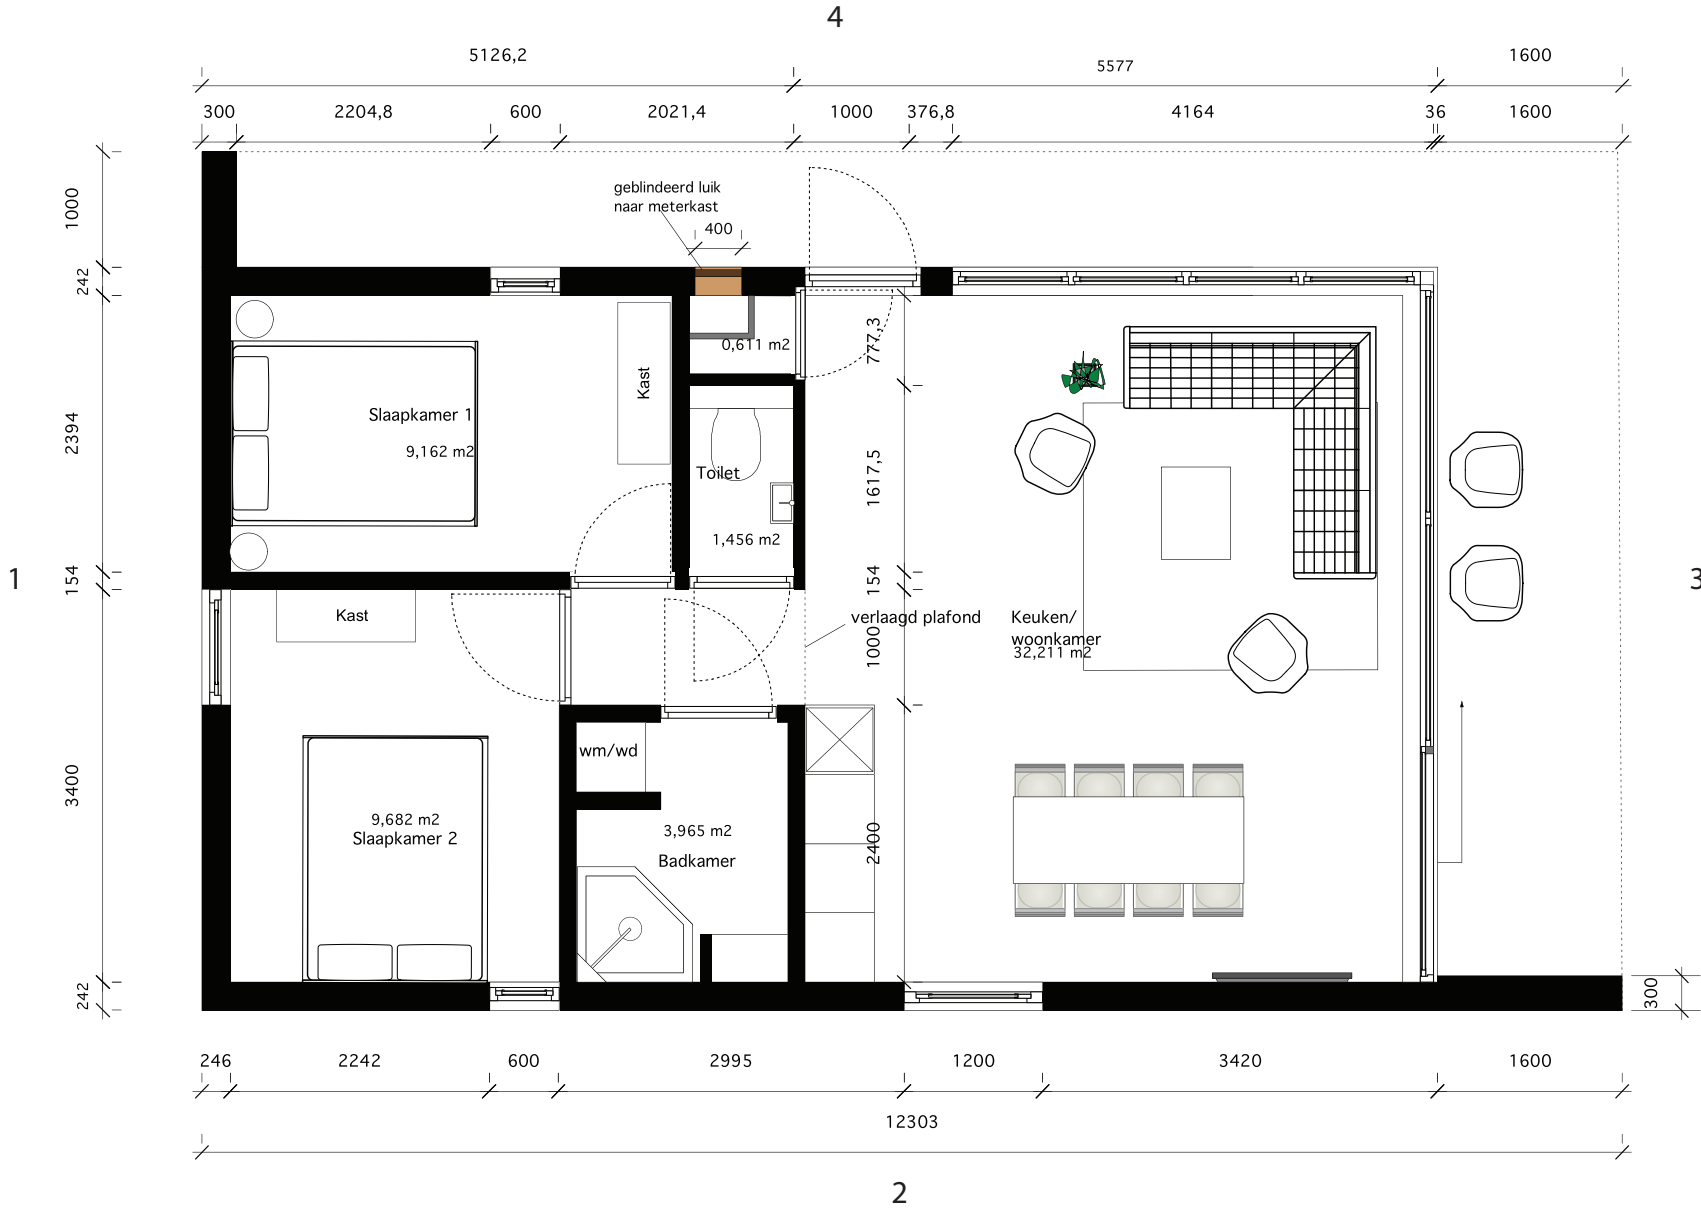 4
5126,2
5577
1600
300
2204,8
600
2021,4
1000
376,8
4164
36
1600
geblindeerd luik
naar meterkast
400
1000
242
2394
154
3400
242
1
3
777,3
1617,5
154
1000
2400
0,611 m2
Kast
Slaapkamer 1
9,162 m2
Toilet
1,456 m2
Kast
verlaagd plafond
Keuken/
woonkamer
32,211 m2
wm/wd
9,682 m2
Slaapkamer 2
3,965 m2
Badkamer
300
246
2242
600
2995
1200
3420
1600
12303
2